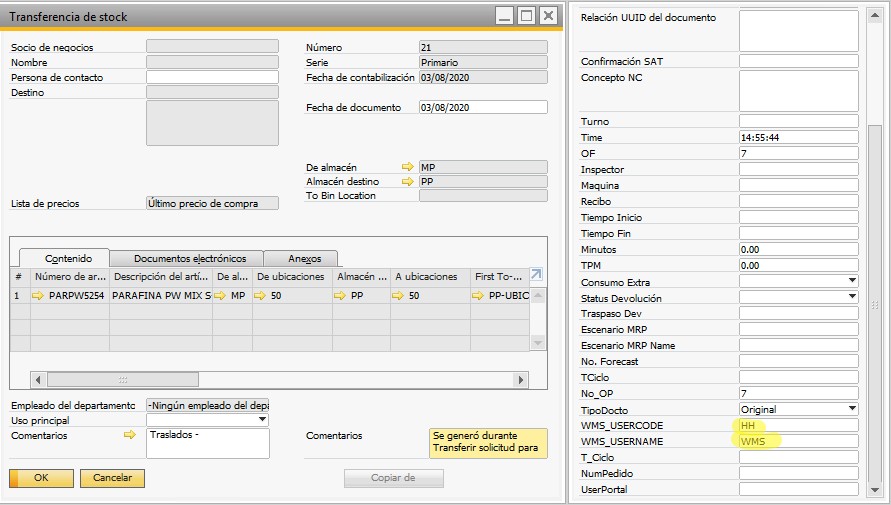 Transferencia de stock
Socio de negocios
Nombre
Persona de contacto
Destino
Número 21
Serie Primario
Fecha de contabilización 03/08/2020
Fecha de documento 03/08/2020
De almacén MP
Almacén destino PP
To Bin Location
Lista de precios Último precio de compra
Contenido Documentos electrónicos Anexos
# Número de ar... Descripción del artí... De al... De ubicaciones Almacén ... A ubicaciones First To-...
1 PARPW5254 PARAFINA PW MIX S MP 50 PP 50 PP-UBIC
Empleado del departamento -Ningún empleado del depa
Uso principal
Comentarios Traslados -
Comentarios Se generó durante
Transferir solicitud para
OK Cancelar Copiar de
Relación UUID del documento
Confirmación SAT
Concepto NC
Turno
Time 14:55:44
OF 7
Inspector
Maquina
Recibo
Tiempo Inicio
Tiempo Fin
Minutos 0.00
TPM 0.00
Consumo Extra
Status Devolución
Traspaso Dev
Escenario MRP
Escenario MRP Name
No. Forecast
TCiclo
No_OP 7
TipoDocto Original
WMS_USERCODE HH
WMS_USERNAME WMS
T_Ciclo
NumPedido
UserPortal